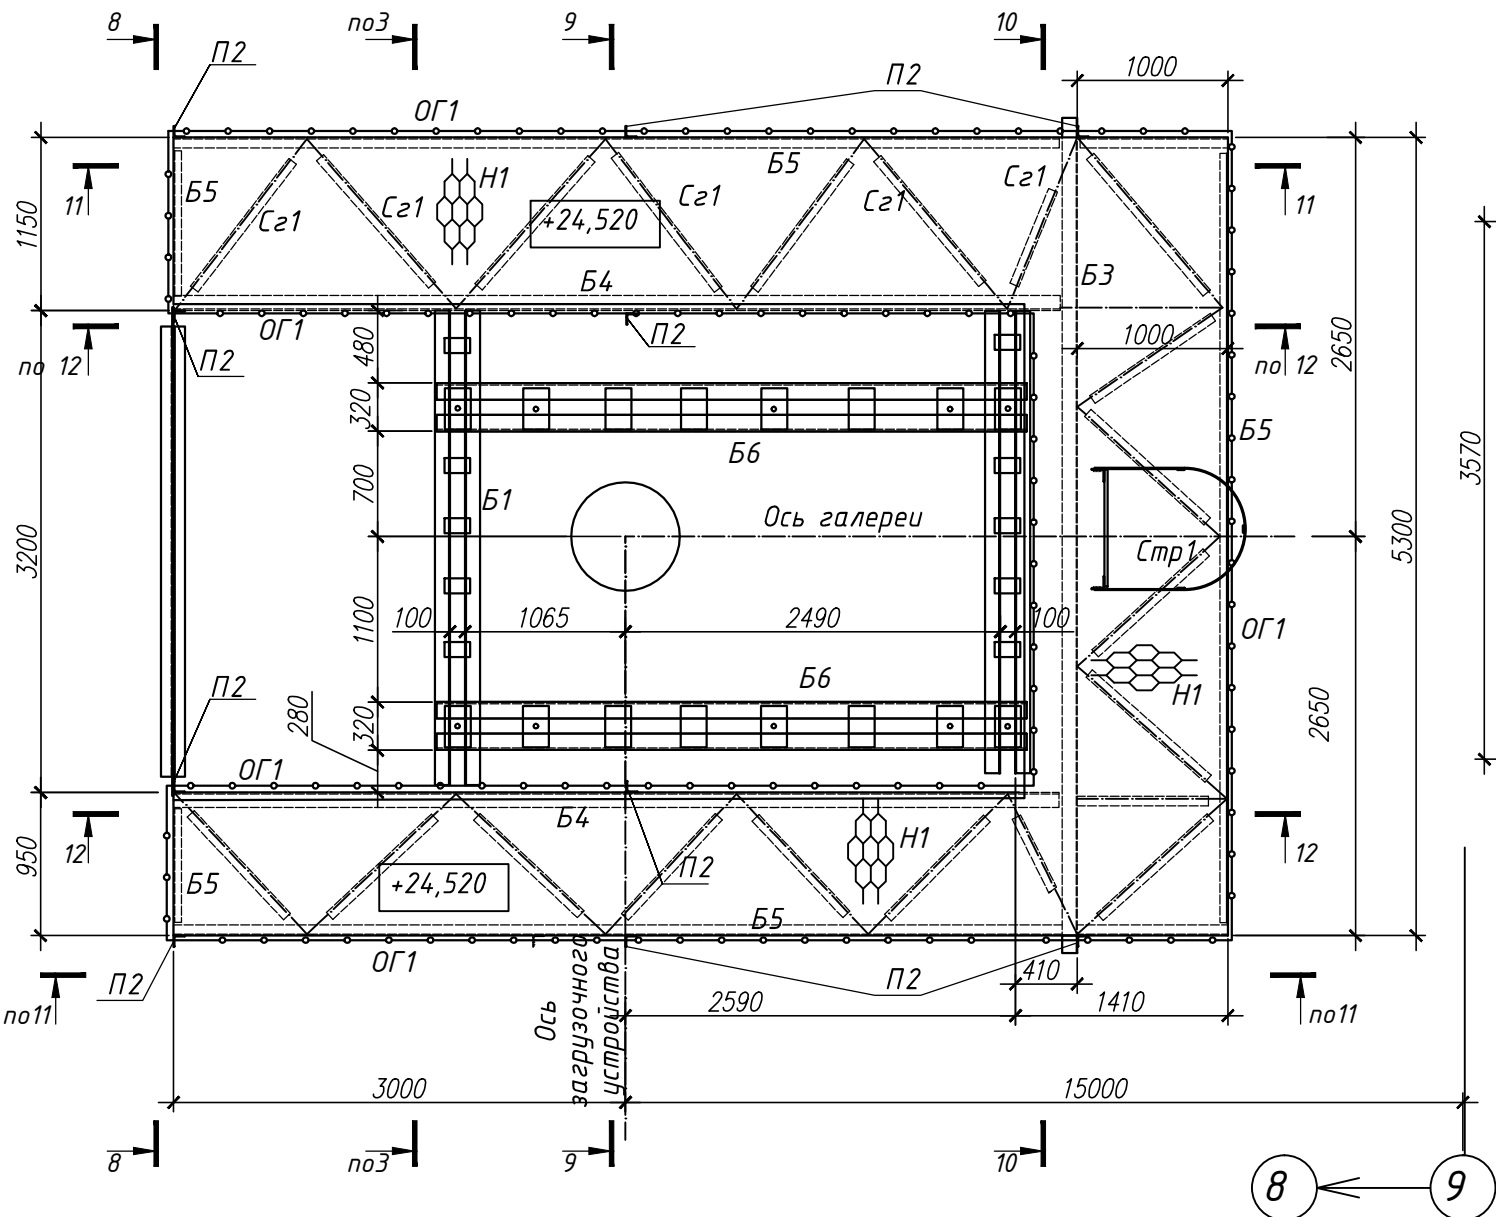 8
по3
9
10
П2
П2
1000
ОГ1
11
Б5
Сг1
Сг1
Н1
Сг1
Б5
Сг1
Сг1
11
1150
+24,520
Б4
Б3
ОГ1
П2
П2
по 12
480
1000
по 12
2650
320
Б6
Б5
3570
700
Б1
Ось галереи
Стр1
3200
5300
1100
100
1065
2490
100
ОГ1
П2
Б6
Н1
280
320
2650
ОГ1
Б4
Н1
12
950
Б5
+24,520
П2
Б5
12
ОГ1
П2
П2
410
по11
2590
1410
по11
Ось
загрузочного
устройства
3000
15000
8
по3
9
10
8
9